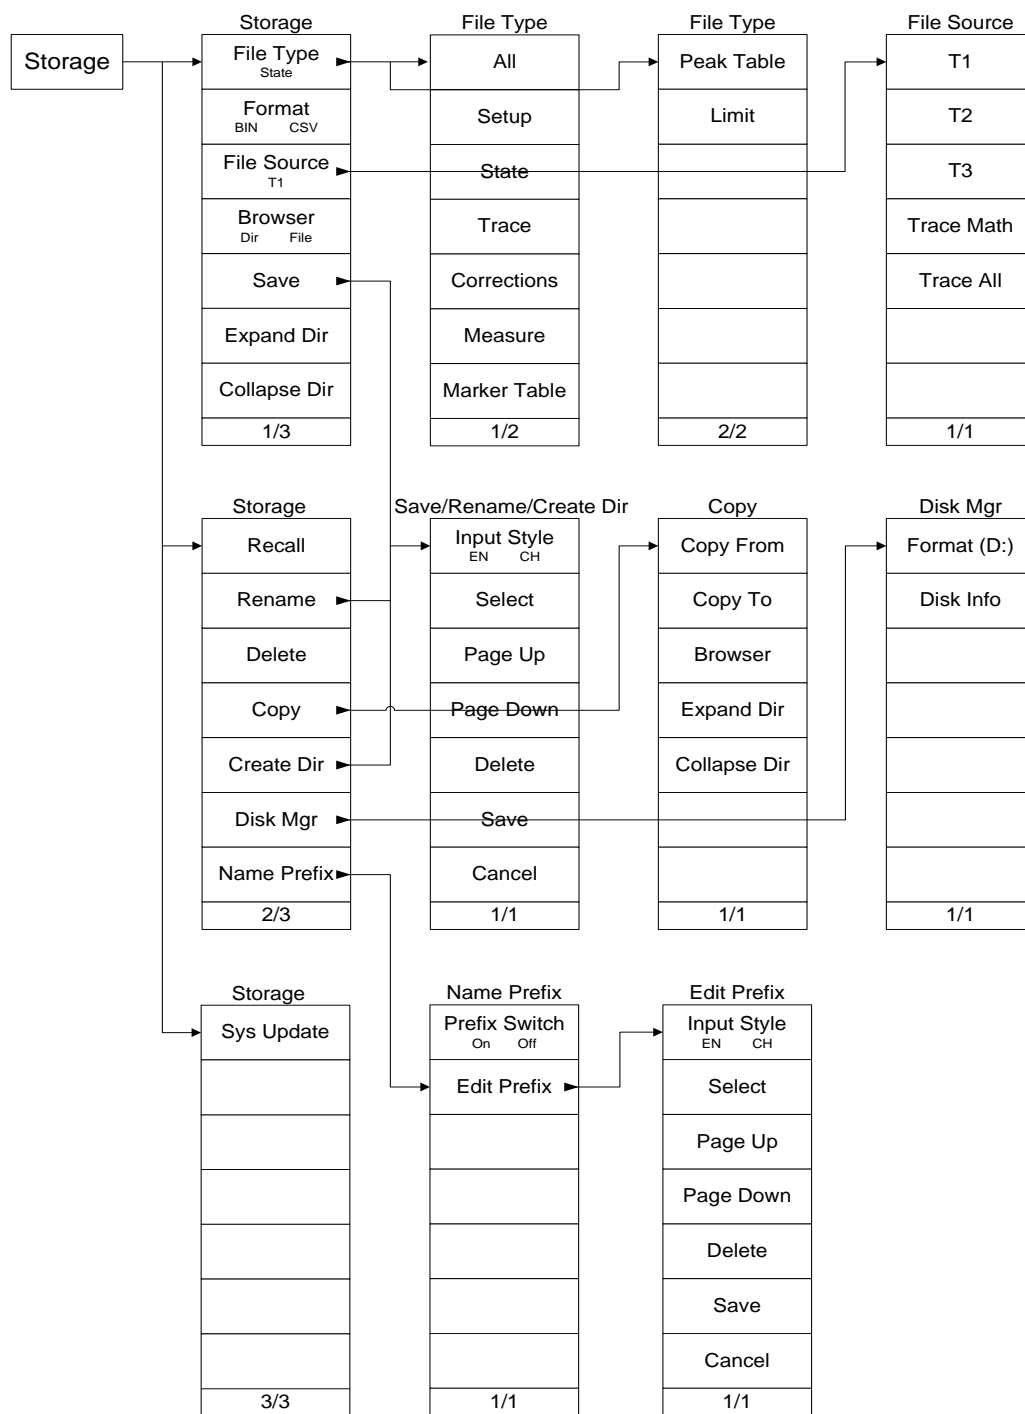 Storage
Storage
File Type
State
Format
BIN CSV
File Source
T1
Browser
Dir File
Save
Expand Dir
Collapse Dir
1/3
File Type
All
Setup
State
Trace
Corrections
Measure
Marker Table
1/2
File Type
Peak Table
Limit
2/2
File Source
T1
T2
T3
Trace Math
Trace All
1/1
Storage
Recall
Rename
Delete
Copy
Create Dir
Disk Mgr
Name Prefix
2/3
Save/Rename/Create Dir
Input Style
EN CH
Select
Page Up
Page Down
Delete
Save
Cancel
1/1
Copy
Copy From
Copy To
Browser
Expand Dir
Collapse Dir
1/1
Disk Mgr
Format (D:)
Disk Info
1/1
Storage
Sys Update
3/3
Name Prefix
Prefix Switch
On Off
Edit Prefix
1/1
Edit Prefix
Input Style
EN CH
Select
Page Up
Page Down
Delete
Save
Cancel
1/1